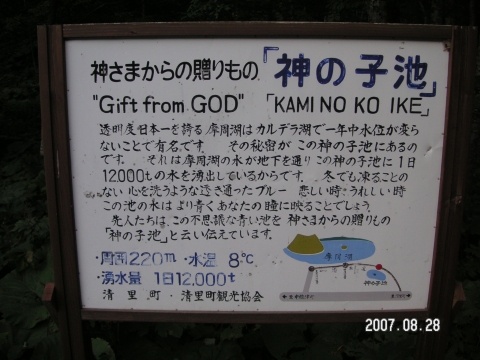 神さまからの贈りもの「神の子池」
"Gift from GOD" 「KAMI NO KO IKE」
透明度日本一を誇る摩周湖はカルデラ湖で一年中水位が変ら
ないことで有名です その秘密がこの神の子池にあるの
です。 それは摩周湖の水が地下を通りこの神の子池に1日
12000tの水を湧出しているからです。 冬でも凍ることの
ない心を洗うような透き通ったブルー 悲しい時うれしい時
この池の水はより青くあなたの瞳に映ることでしょう。
先人たちは、この不思議な青い池を 神さまからの贈りもの
「神の子池」と云い伝えています。
・周囲220m・水温 8℃
・湧水量 1日12,000t
清里町・清里町観光協会
摩周湖
神の子池
2007.08.28